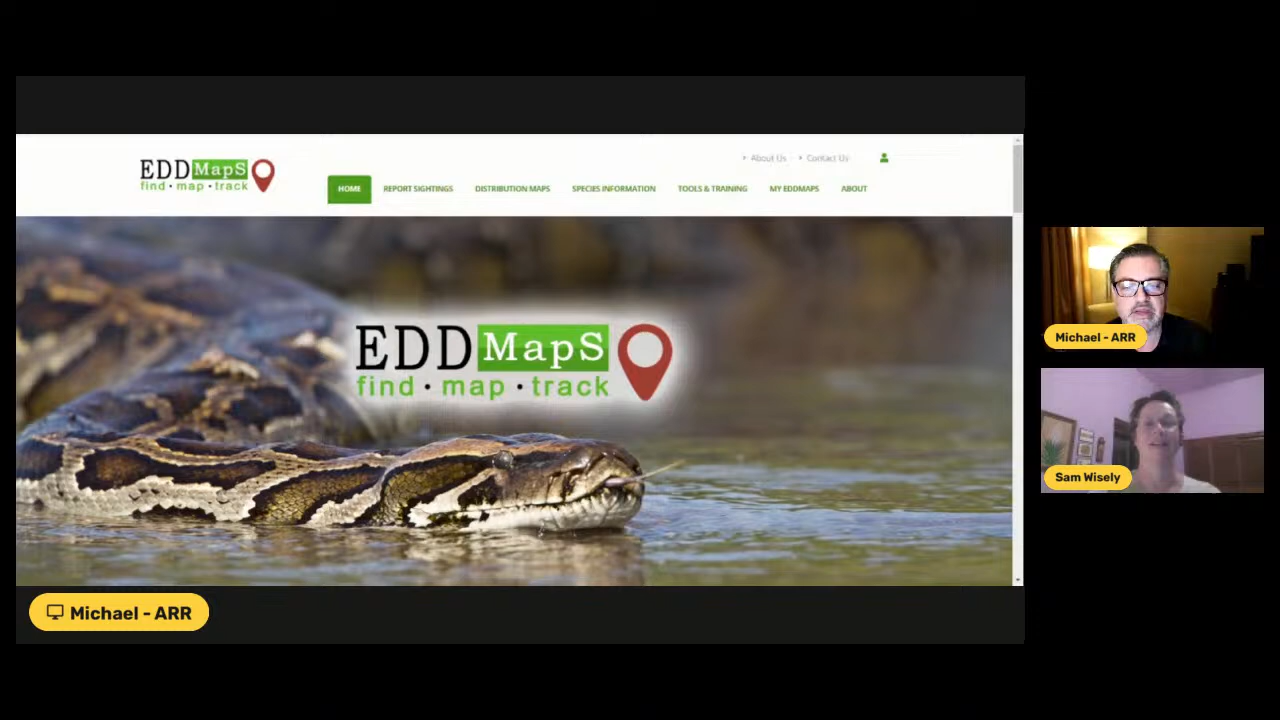 About Us
Contact Us
EDDMapS
find · map · track
HOME
REPORT SIGHTINGS
DISTRIBUTION MAPS
SPECIES INFORMATION
TOOLS & TRAINING
MY EDDMAPS
ABOUT
EDDMapS
find · map · track
Michael - ARR
Sam Wisely
Michael - ARR